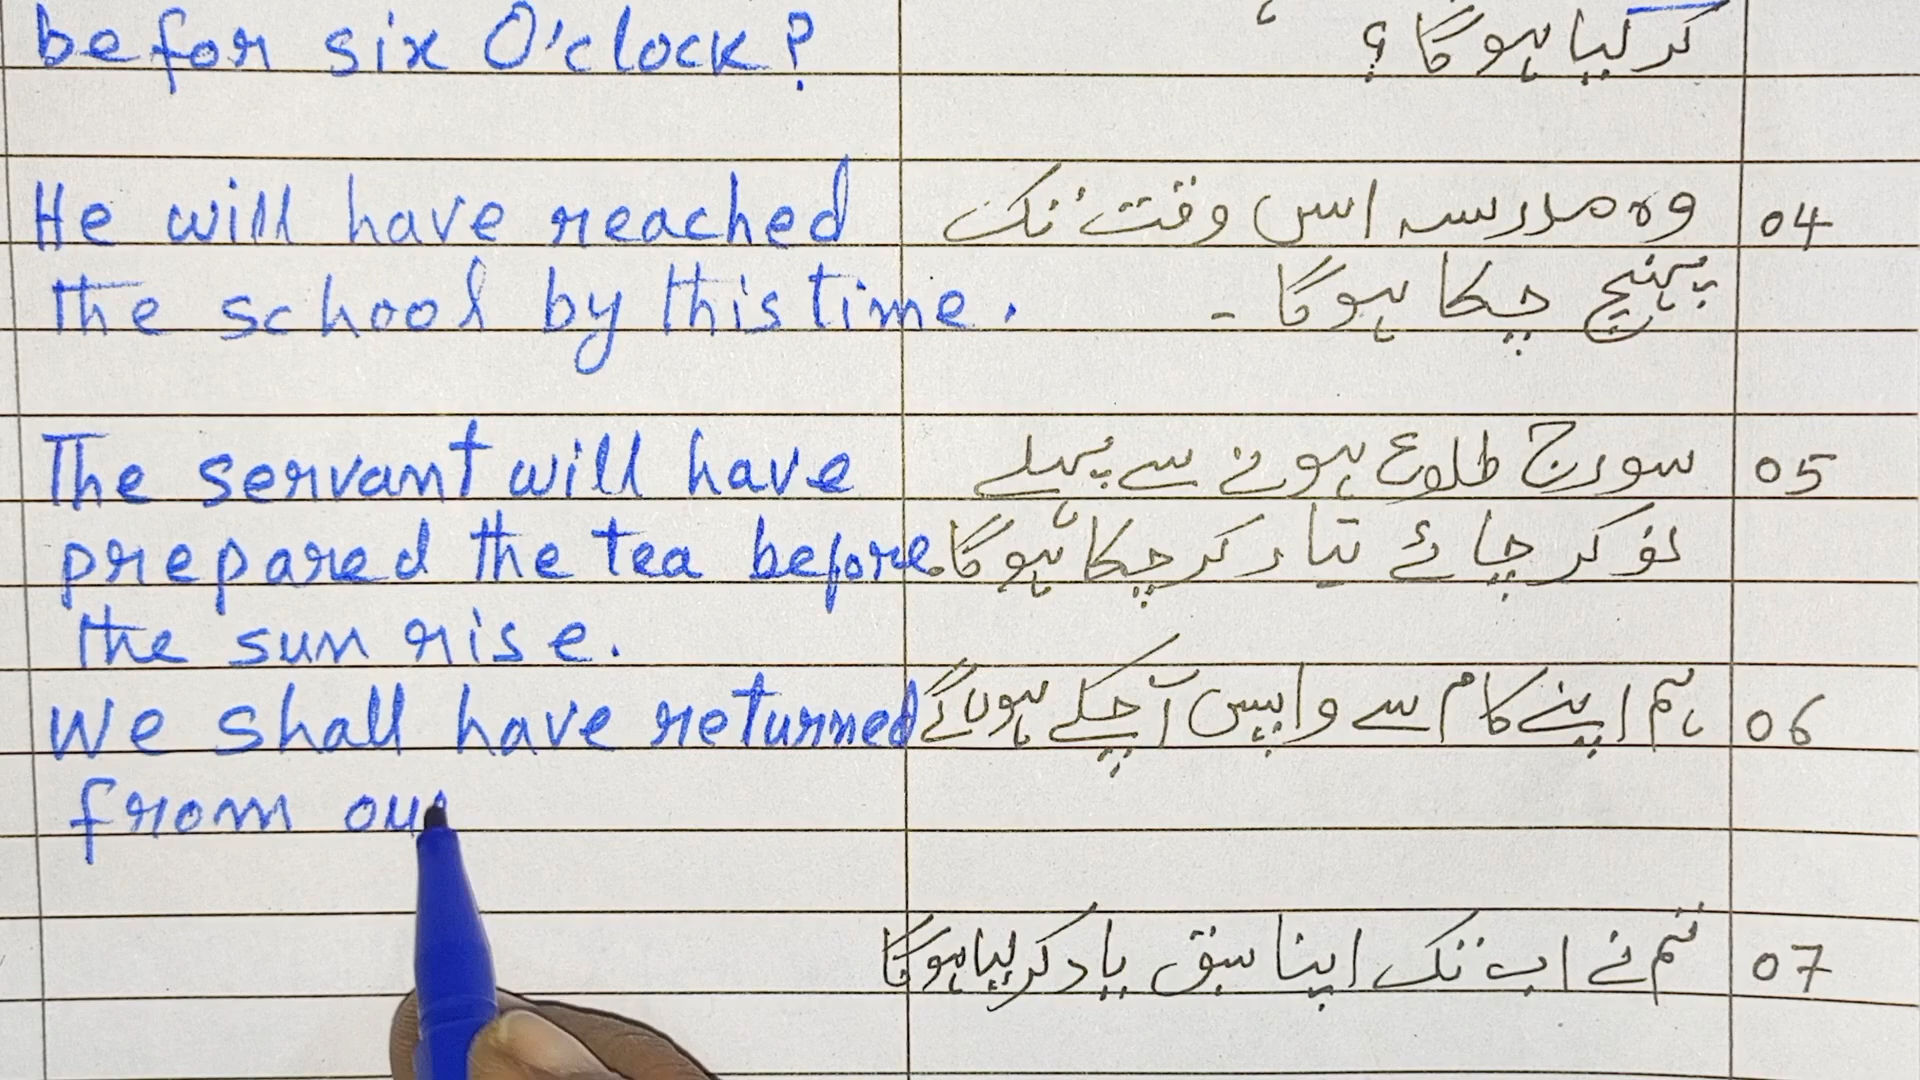 befor six O'clock?
کر لیا ہوگا؟
He will have reached
وہ مدرسہ اس وقت تک
04
the school by this time.
پہنچ چکا ہوگا ۔
The servant will have
سورج طلوع ہونے سے پہلے
05
prepared the tea before
نوکر چائے تیار کر چکا ہوگا
the sun rise.
We shall have returned
ہم اپنے کام سے واپس آچکے ہوں گے
06
from ou
تم نے اب تک اپنا سبق یاد کر لیا ہوگا
07